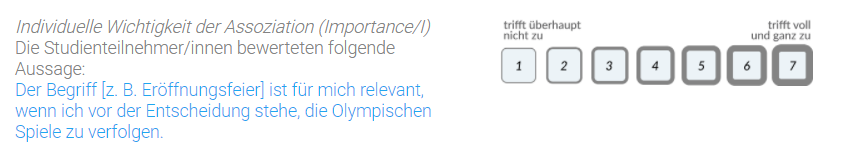 Individuelle Wichtigkeit der Assoziation (Importance/I)
Die Studienteilnehmer/innen bewerteten folgende
Aussage:
Der Begriff [z. B. Eröffnungsfeier] ist für mich relevant,
wenn ich vor der Entscheidung stehe, die Olympischen
Spiele zu verfolgen.
trifft überhaupt
nicht zu
trifft voll
und ganz zu
1 2 3 4 5 6 7